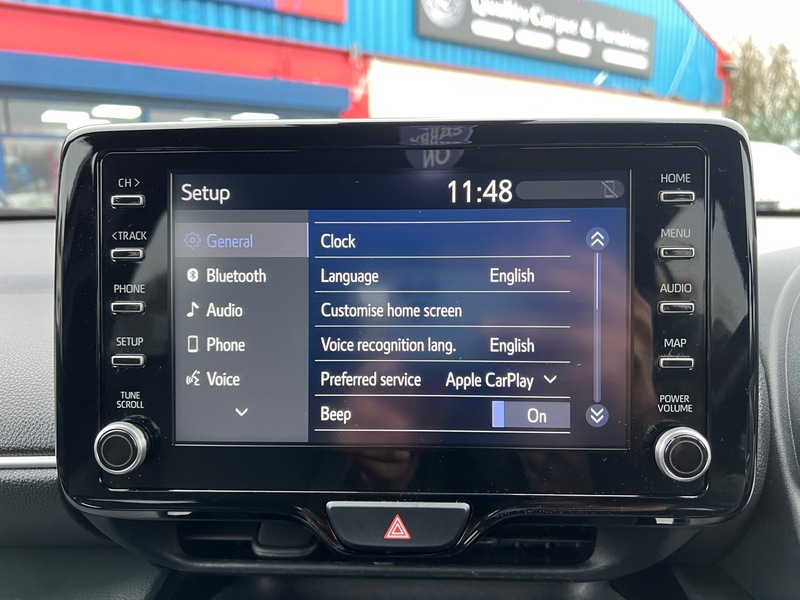 Quality Carpet & Furniture
Setup
11:48
CH >
< TRACK
PHONE
SETUP
TUNE
SCROLL
General
Bluetooth
Audio
Phone
Voice
Clock
Language English
Customise home screen
Voice recognition lang. English
Preferred service Apple CarPlay
Beep On
HOME
MENU
AUDIO
MAP
POWER
VOLUME